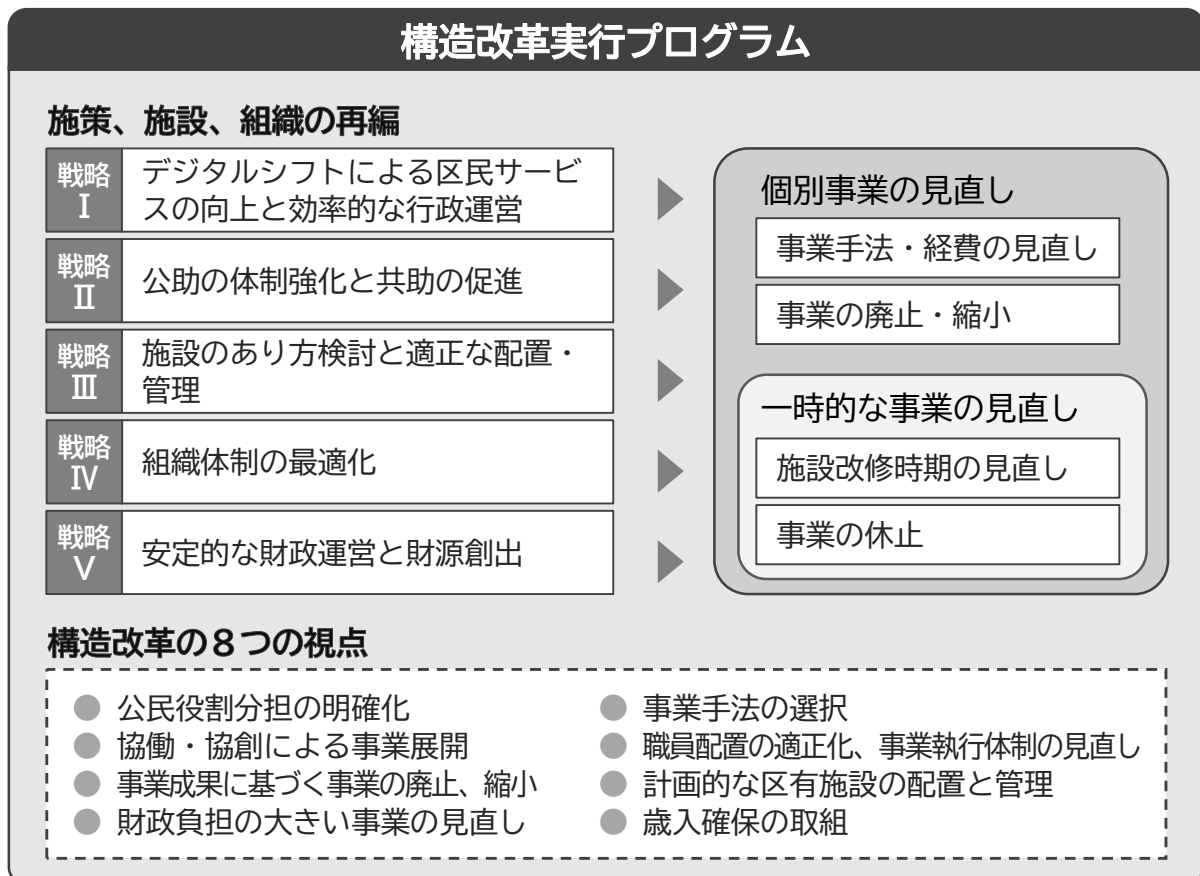 構造改革実行プログラム
施策、施設、組織の再編
戦略
Ⅰ
デジタルシフトによる区民サービ
スの向上と効率的な行政運営
戦略
Ⅱ
公助の体制強化と共助の促進
戦略
Ⅲ
施設のあり方検討と適正な配置・
管理
戦略
Ⅳ
組織体制の最適化
戦略
Ⅴ
安定的な財政運営と財源創出
個別事業の見直し
事業手法・経費の見直し
事業の廃止・縮小
一時的な事業の見直し
施設改修時期の見直し
事業の休止
構造改革の８つの視点
● 公民役割分担の明確化
● 協働・協創による事業展開
● 事業成果に基づく事業の廃止、縮小
● 財政負担の大きい事業の見直し
● 事業手法の選択
● 職員配置の適正化、事業執行体制の見直し
● 計画的な区有施設の配置と管理
● 歳入確保の取組